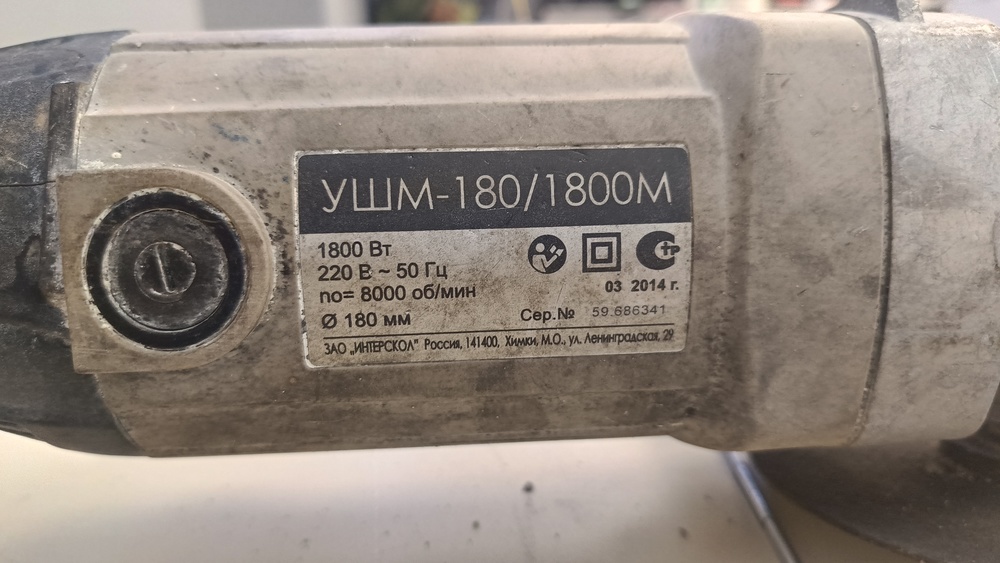 УШМ-180/1800М
1800 Вт
220 В ~ 50 Гц
no= 8000 об/мин
Ø 180 мм
03 2014 г.
Сер.№ 59.686341
ЗАО „ИНТЕРСКОЛ" Россия, 141400, Химки, М.О., ул. Ленинградская, 29